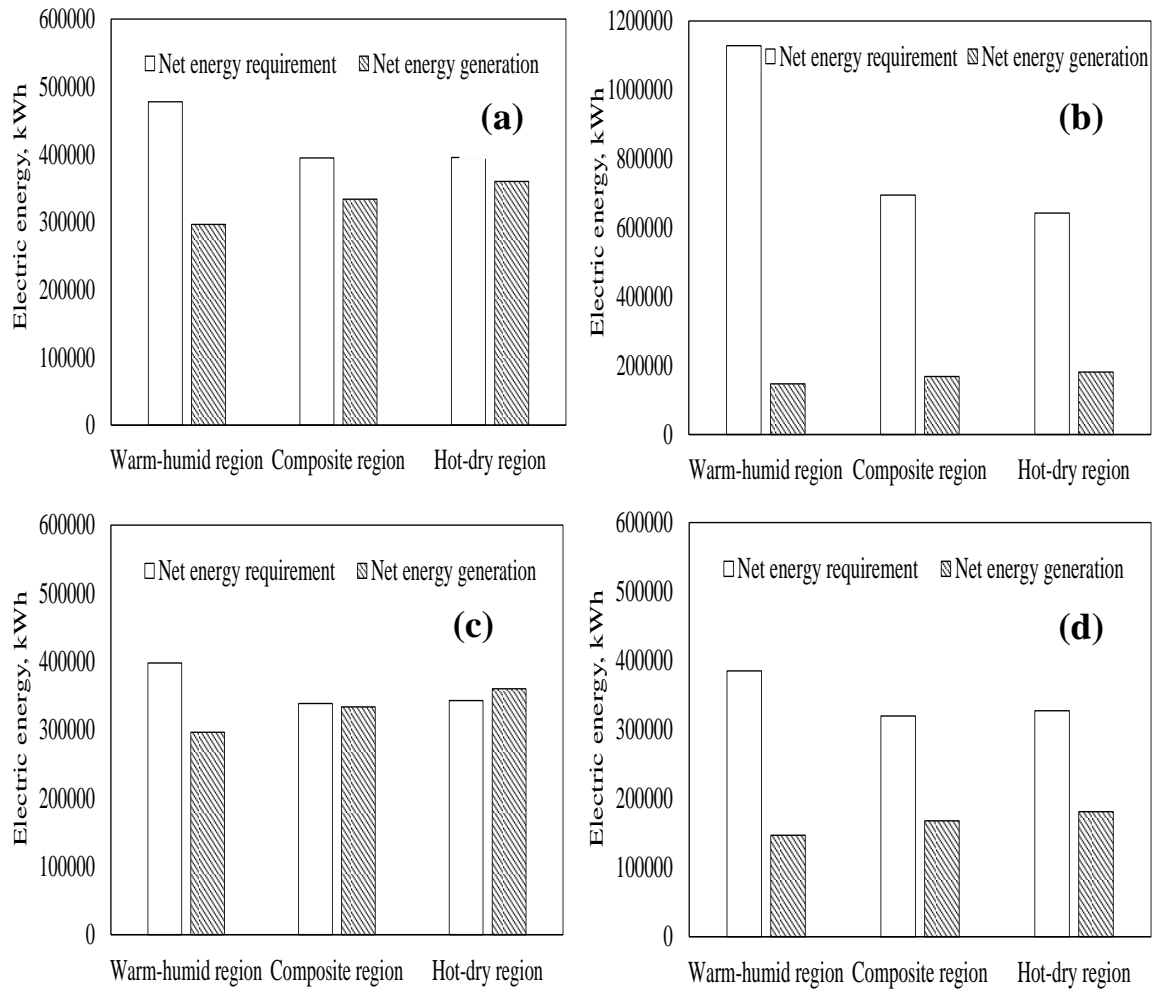 600000
Net energy requirement Net energy generation
500000
(a)
400000
300000
200000
100000
0
Electric energy, kWh
Warm-humid region Composite region Hot-dry region
1200000
Net energy requirement Net energy generation
1000000
(b)
800000
600000
400000
200000
0
Electric energy, kWh
Warm-humid region Composite region Hot-dry region
600000
Net energy requirement Net energy generation
500000
(c)
400000
300000
200000
100000
0
Electric energy, kWh
Warm-humid region Composite region Hot-dry region
600000
Net energy requirement Net energy generation
500000
(d)
400000
300000
200000
100000
0
Electric energy, kWh
Warm-humid region Composite region Hot-dry region